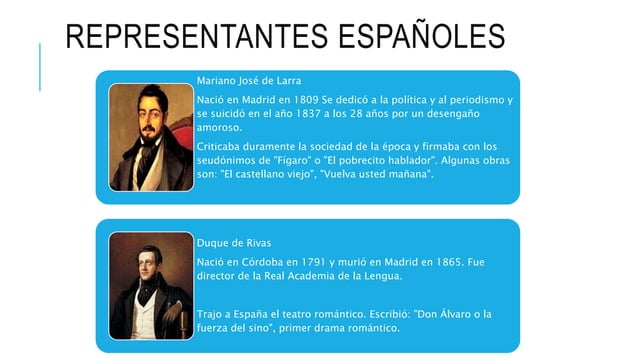 REPRESENTANTES ESPAÑOLES
Mariano José de Larra
Nació en Madrid en 1809 Se dedicó a la política y al periodismo y
se suicidó en el año 1837 a los 28 años por un desengaño
amoroso.
Criticaba duramente la sociedad de la época y firmaba con los
seudónimos de "Fígaro" o "El pobrecito hablador". Algunas obras
son: "El castellano viejo", "Vuelva usted mañana".
Duque de Rivas
Nació en Córdoba en 1791 y murió en Madrid en 1865. Fue
director de la Real Academia de la Lengua.
Trajo a España el teatro romántico. Escribió: "Don Álvaro o la
fuerza del sino", primer drama romántico.